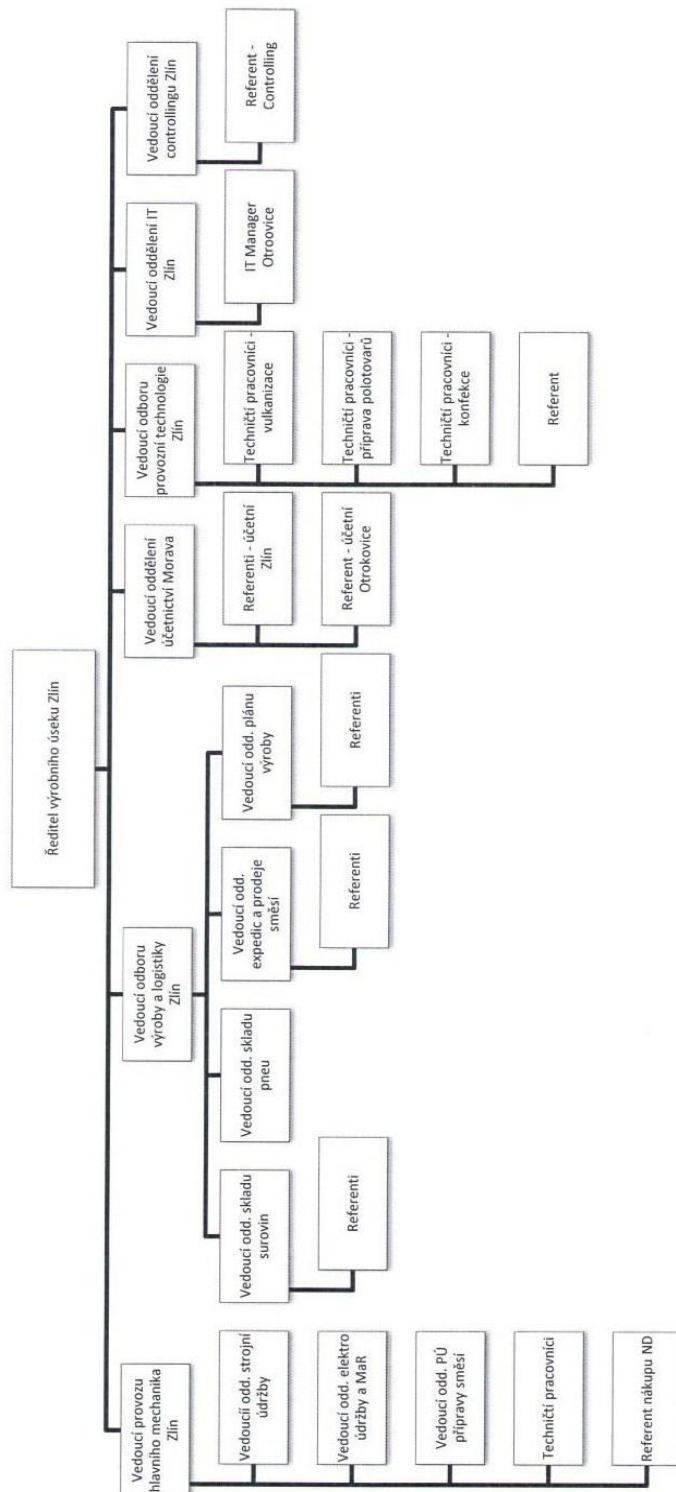 Ředitel výrobního úseku Zlín
Vedoucí provozu
hlavního mechanika
Zlín
Vedoucí odboru
výroby a logistiky
Zlín
Vedoucí oddělení
účetnictví Morava
Vedoucí odboru
provozní technologie
Zlín
Vedoucí oddělení IT
Zlín
Vedoucí oddělení
controllingu Zlín
Vedoucíí odd. strojní
údržby
Vedoucí odd. elektro
údržby a MaR
Vedoucí odd. PÚ
přípravy směsí
Techničtí pracovníci
Referent nákupu ND
Vedoucí odd. skladu
surovin
Referenti
Vedoucí odd. skladu
pneu
Vedoucí odd.
expedic a prodeje
směsí
Referenti
Vedoucí odd. plánu
výroby
Referenti
Referenti - účetní
Zlín
Referent - účetní
Otrokovice
Techničtí pracovníci -
vulkanizace
Techničtí pracovníci -
příprava polotovarů
Techničtí pracovníci -
konfekce
Referent
IT Manager
Otroovice
Referent -
Controlling